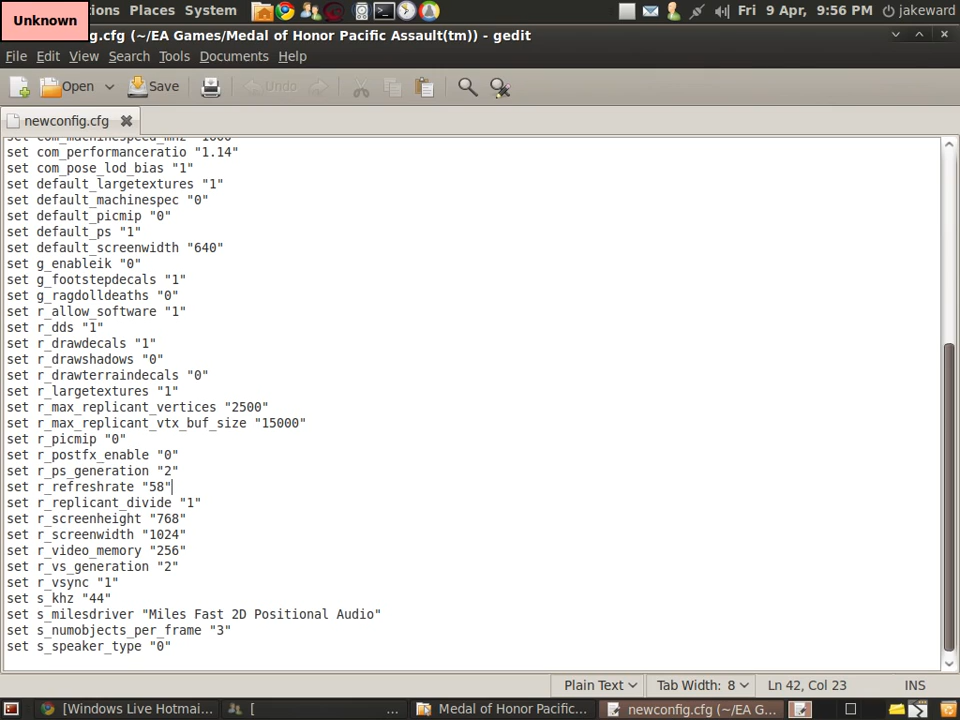 Unknown
ons Places System
Fri 9 Apr, 9:56 PM jakeward
g.cfg (~/EA Games/Medal of Honor Pacific Assault(tm)) - gedit
File Edit View Search Tools Documents Help
Open Save Undo
newconfig.cfg
set com_machinespeed_mhz "1600"
set com_performanceratio "1.14"
set com_pose_lod_bias "1"
set default_largetextures "1"
set default_machinespec "0"
set default_picmip "0"
set default_ps "1"
set default_screenwidth "640"
set g_enableik "0"
set g_footstepdecals "1"
set g_ragdolldeaths "0"
set r_allow_software "1"
set r_dds "1"
set r_drawdecals "1"
set r_drawshadows "0"
set r_drawterraindecals "0"
set r_largetextures "1"
set r_max_replicant_vertices "2500"
set r_max_replicant_vtx_buf_size "15000"
set r_picmip "0"
set r_postfx_enable "0"
set r_ps_generation "2"
set r_refreshrate "58"
set r_replicant_divide "1"
set r_screenheight "768"
set r_screenwidth "1024"
set r_video_memory "256"
set r_vs_generation "2"
set r_vsync "1"
set s_khz "44"
set s_milesdriver "Miles Fast 2D Positional Audio"
set s_numobjects_per_frame "3"
set s_speaker_type "0"
Plain Text Tab Width: 8 Ln 42, Col 23 INS
[Windows Live Hotmai... [ ... Medal of Honor Pacific... newconfig.cfg (~/EA G...